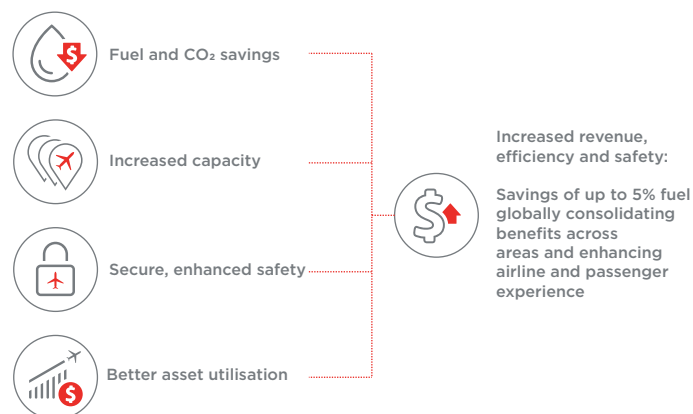 Fuel and CO₂ savings
Increased capacity
Secure, enhanced safety
Better asset utilisation
Increased revenue,
efficiency and safety:
Savings of up to 5% fuel
globally consolidating
benefits across
areas and enhancing
airline and passenger
experience